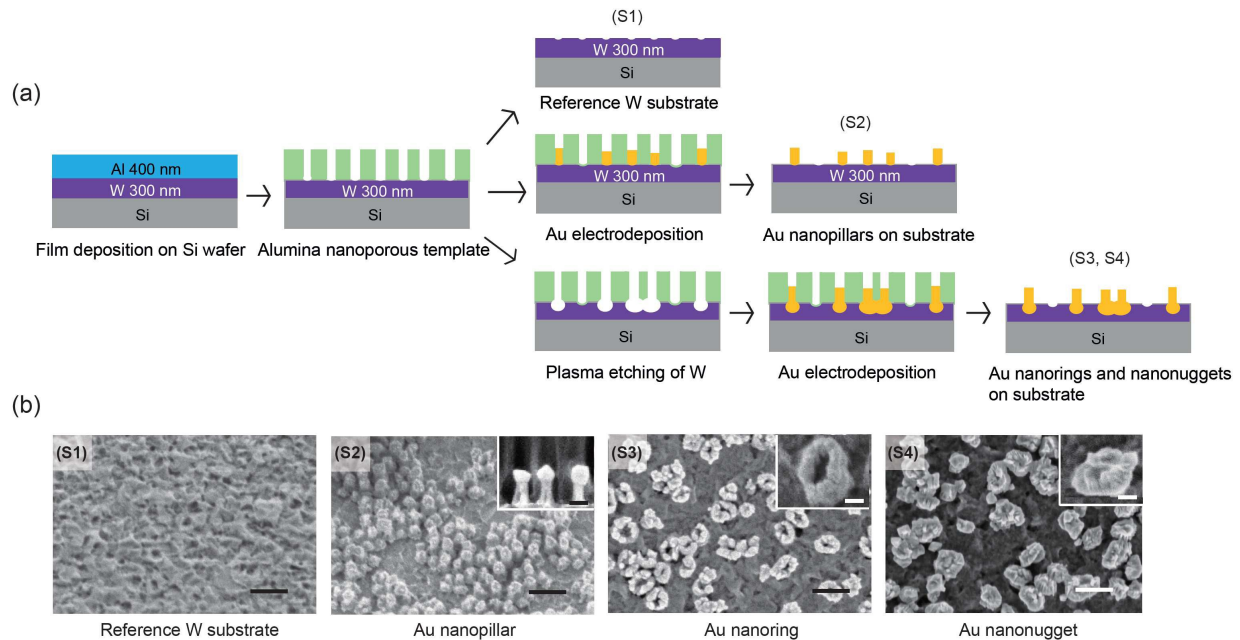 (a)
Al 400 nm
W 300 nm
Si
Film deposition on Si wafer
W 300 nm
Si
Alumina nanoporous template
(S1)
W 300 nm
Si
Reference W substrate
W 300 nm
Si
Au electrodeposition
(S2)
W 300 nm
Si
Au nanopillars on substrate
Si
Plasma etching of W
Si
Au electrodeposition
(S3, S4)
Si
Au nanorings and nanonuggets
on substrate
(b)
(S1)
Reference W substrate
(S2)
Au nanopillar
(S3)
Au nanoring
(S4)
Au nanonugget